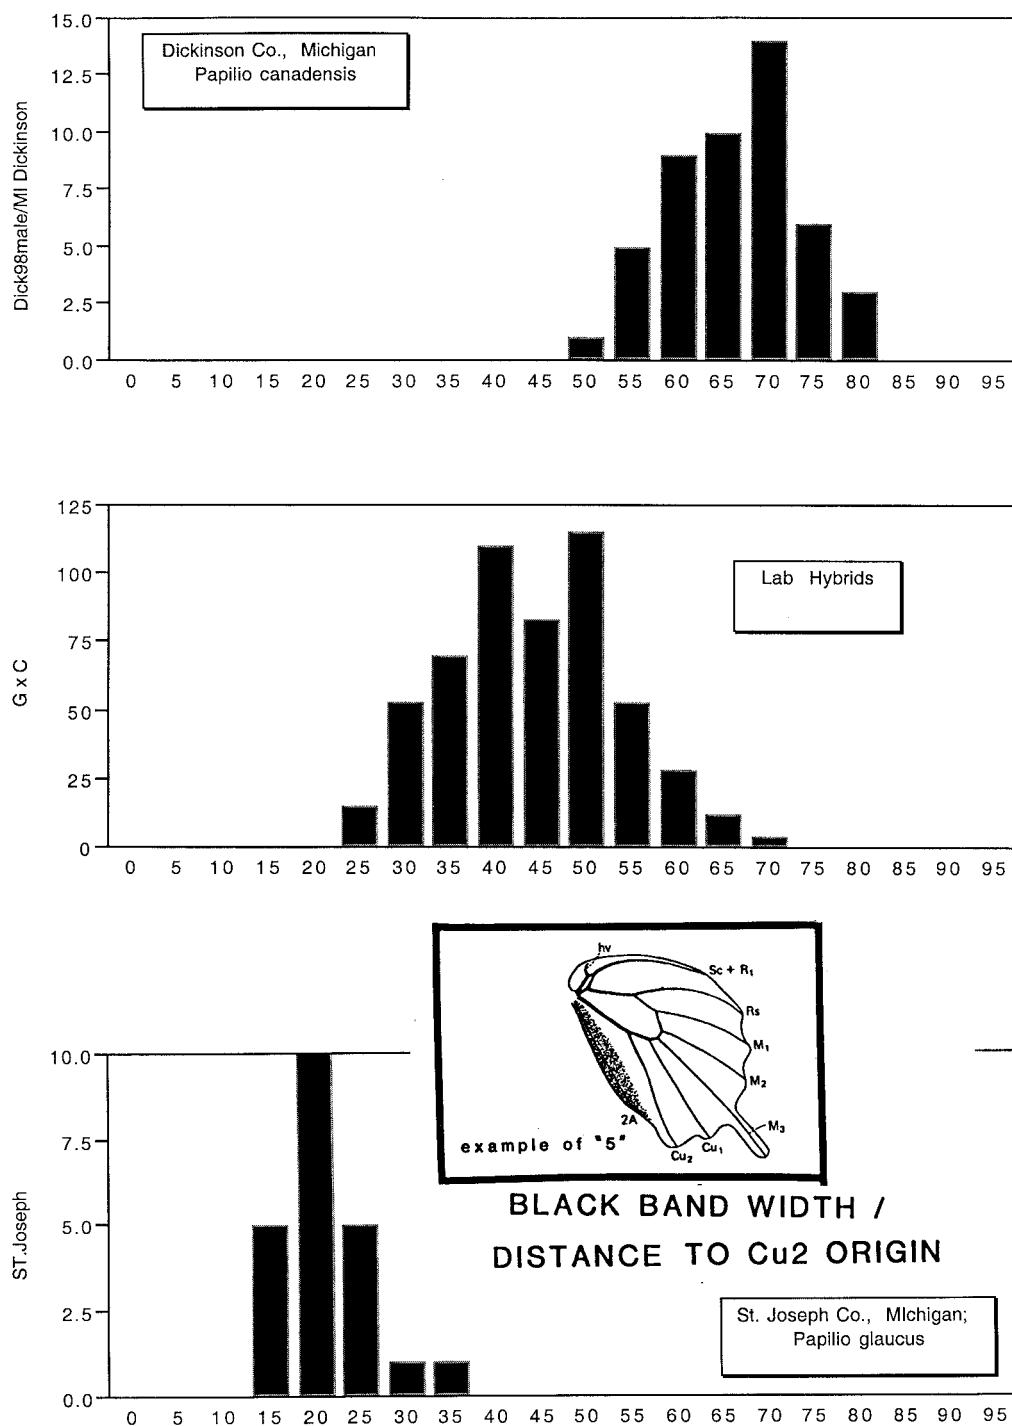 Dickinson Co., Michigan
Papilio canadensis
Dick98male/MI Dickinson
15.0
12.5
10.0
7.5
5.0
2.5
0.0
0 5 10 15 20 25 30 35 40 45 50 55 60 65 70 75 80 85 90 95
Lab Hybrids
G x C
125
100
75
50
25
0
0 5 10 15 20 25 30 35 40 45 50 55 60 65 70 75 80 85 90 95
hv
Sc + R1
Rs
M1
M2
M3
2A
Cu2
Cu1
example of "5"
BLACK BAND WIDTH /
DISTANCE TO Cu2 ORIGIN
St. Joseph Co., MIchigan;
Papilio glaucus
ST.Joseph
10.0
7.5
5.0
2.5
0.0
0 5 10 15 20 25 30 35 40 45 50 55 60 65 70 75 80 85 90 95